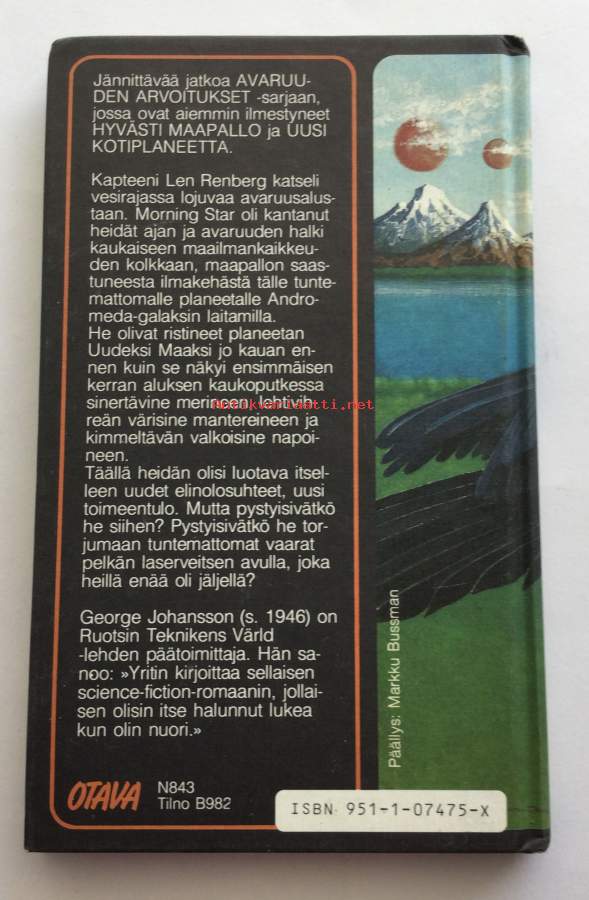 Jännittävää jatkoa AVARUU-
DEN ARVOITUKSET -sarjaan,
jossa ovat aiemmin ilmestyneet
HYVÄSTI MAAPALLO ja UUSI
KOTIPLANEETTA.
Kapteeni Len Renberg katseli
vesirajassa lojuvaa avaruusalus-
taan. Morning Star oli kantanut
heidät ajan ja avaruuden halki
kaukaiseen maailmankaikkeu-
den kolkkaan, maapallon saas-
tuneesta ilmakehästä tälle tunte-
mattomalle planeetalle Andro-
meda-galaksin laitamilla.
He olivat ristineet planeetan
Uudeksi Maaksi jo kauan en-
nen kuin se näkyi ensimmäisen
kerran aluksen kaukoputkessa
sinertävine merineen, lehtivih-
reän värisine mantereineen ja
kimmeltävän valkoisine napoi-
neen.
Täällä heidän olisi luotava itsel-
leen uudet elinolosuhteet, uusi
toimeentulo. Mutta pystyisivätkö
he siihen? Pystyisivätkö he tor-
jumaan tuntemattomat vaarat
pelkän laserveitsen avulla, joka
heillä enää oli jäljellä?
George Johansson (s. 1946) on
Ruotsin Teknikens Värld
-lehden päätoimittaja. Hän sa-
noo: »Yritin kirjoittaa sellaisen
science-fiction-romaanin, jollai-
sen olisin itse halunnut lukea
kun olin nuori.»
OTAVA
N843
Tilno B982
ISBN 951-1-07475-X
Päällys: Markku Bussman
Antikvariaatti.net